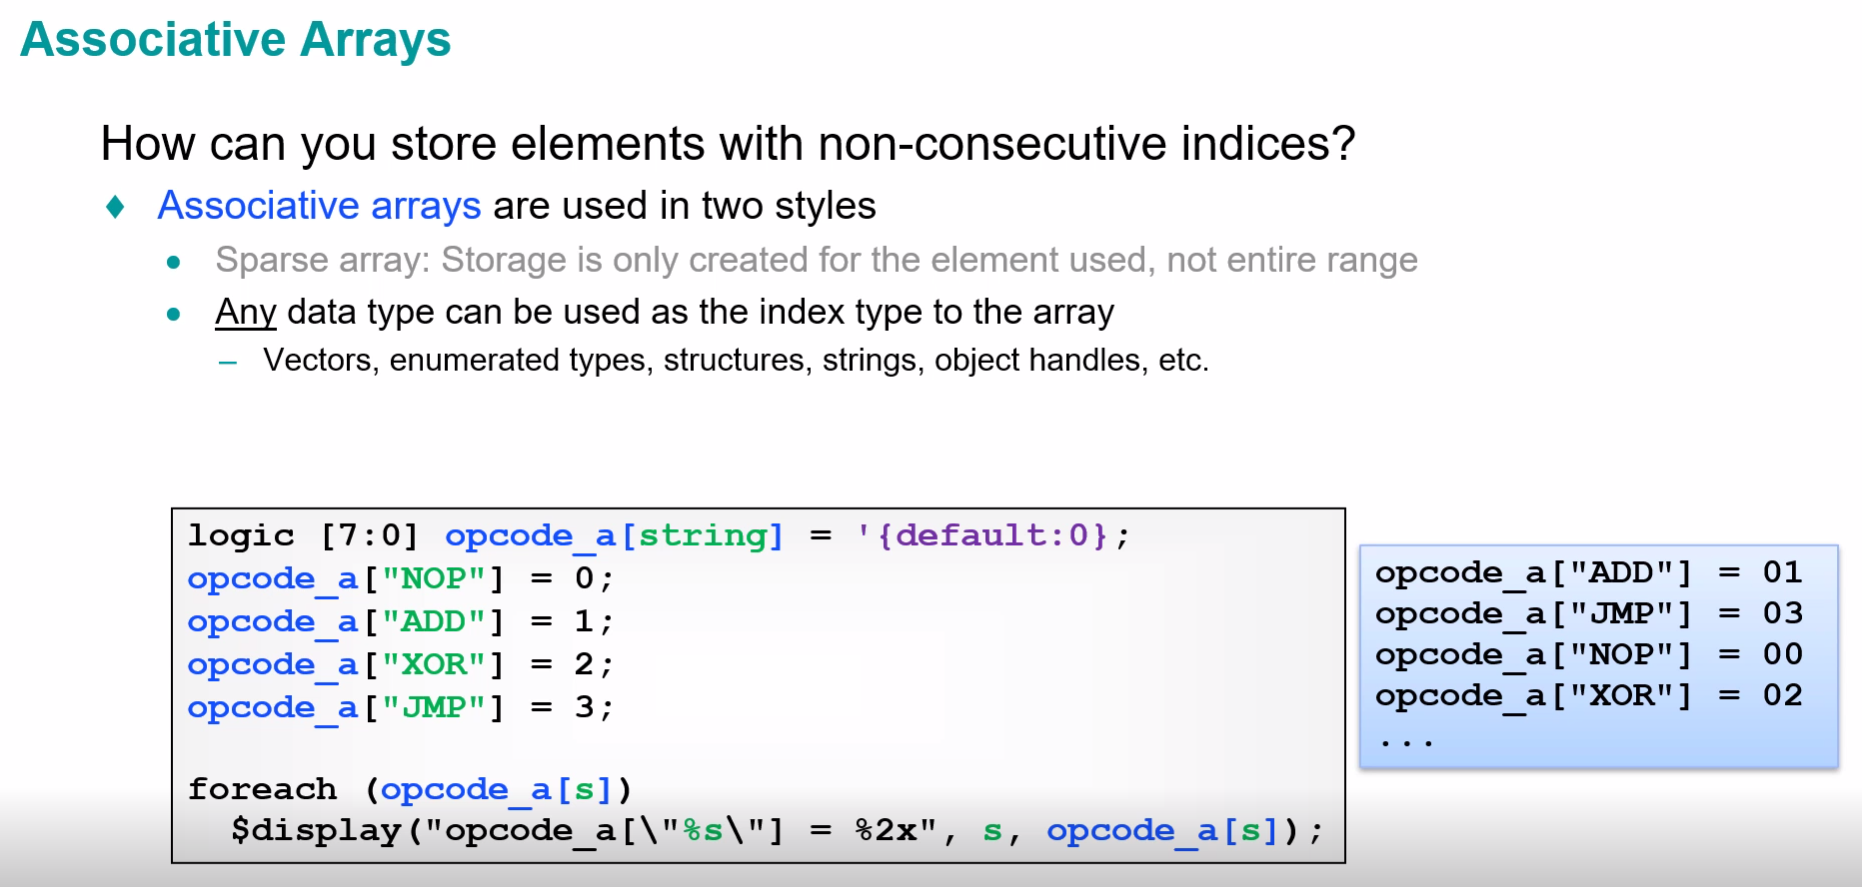 Associative Arrays
How can you store elements with non-consecutive indices?
♦ Associative arrays are used in two styles
• Sparse array: Storage is only created for the element used, not entire range
• Any data type can be used as the index type to the array
– Vectors, enumerated types, structures, strings, object handles, etc.
logic [7:0] opcode_a[string] = '{default:0};
opcode_a["NOP"] = 0;
opcode_a["ADD"] = 1;
opcode_a["XOR"] = 2;
opcode_a["JMP"] = 3;
foreach (opcode_a[s])
$display("opcode_a[\"%s\"] = %2x", s, opcode_a[s]);
opcode_a["ADD"] = 01
opcode_a["JMP"] = 03
opcode_a["NOP"] = 00
opcode_a["XOR"] = 02
...